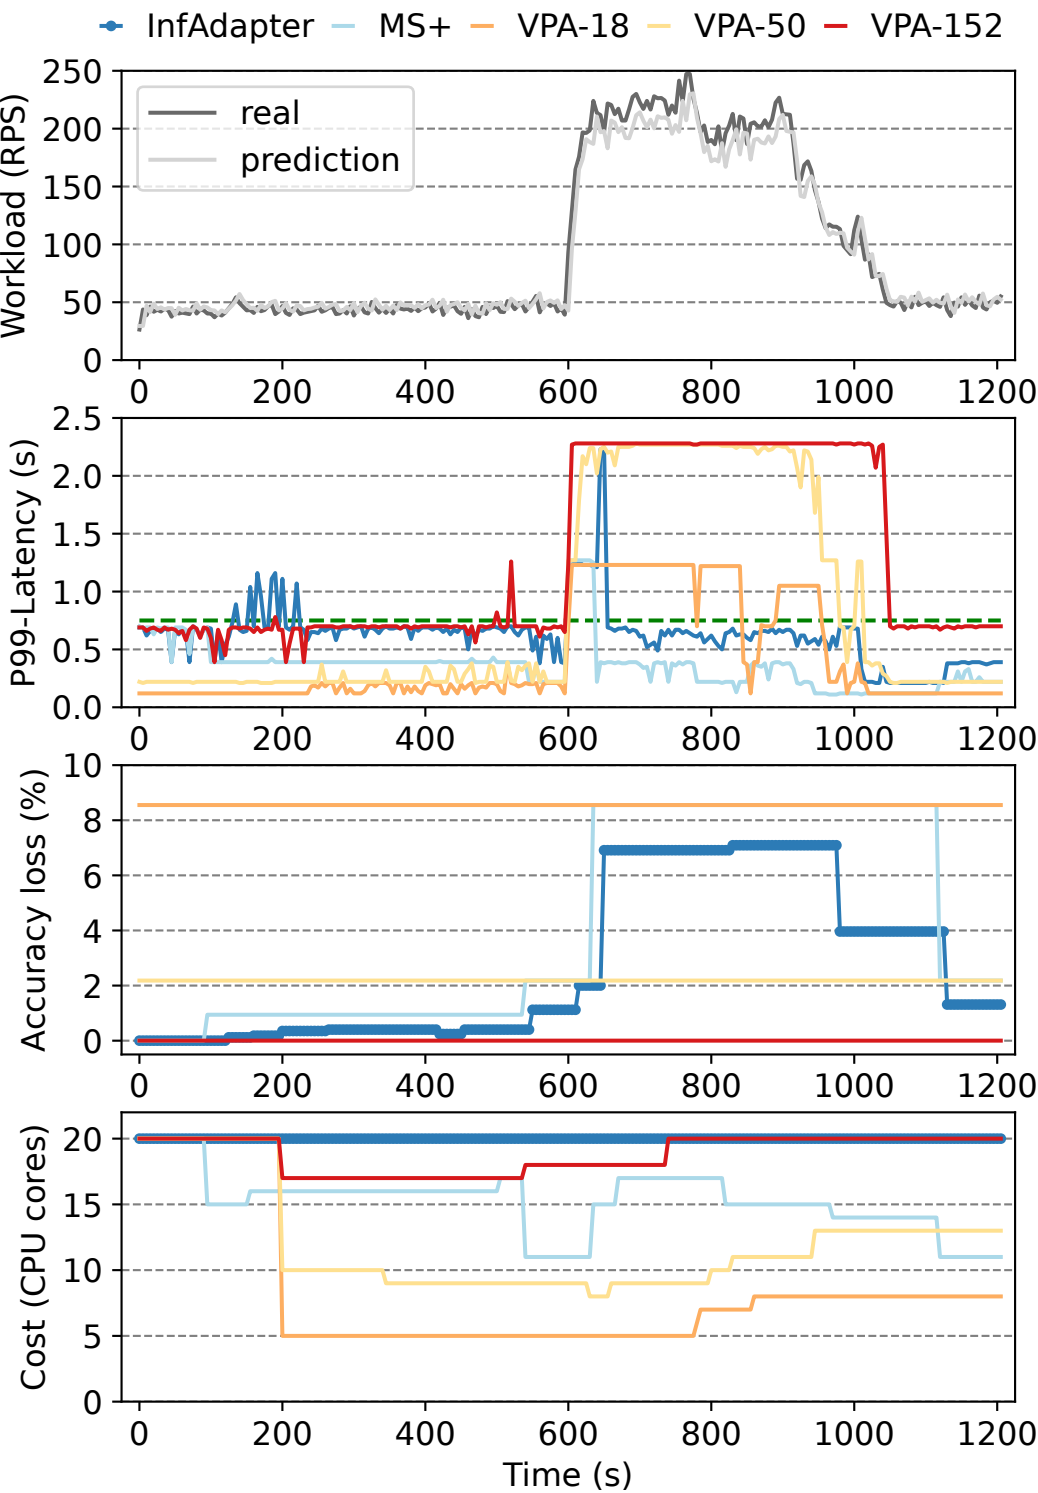 InfAdapter MS+ VPA-18 VPA-50 VPA-152
Workload (RPS)
250
200
150
100
50
0
real
prediction
0 200 400 600 800 1000 1200
P99-Latency (s)
2.5
2.0
1.5
1.0
0.5
0.0
0 200 400 600 800 1000 1200
Accuracy loss (%)
10
8
6
4
2
0
0 200 400 600 800 1000 1200
Cost (CPU cores)
20
15
10
5
0
0 200 400 600 800 1000 1200
Time (s)